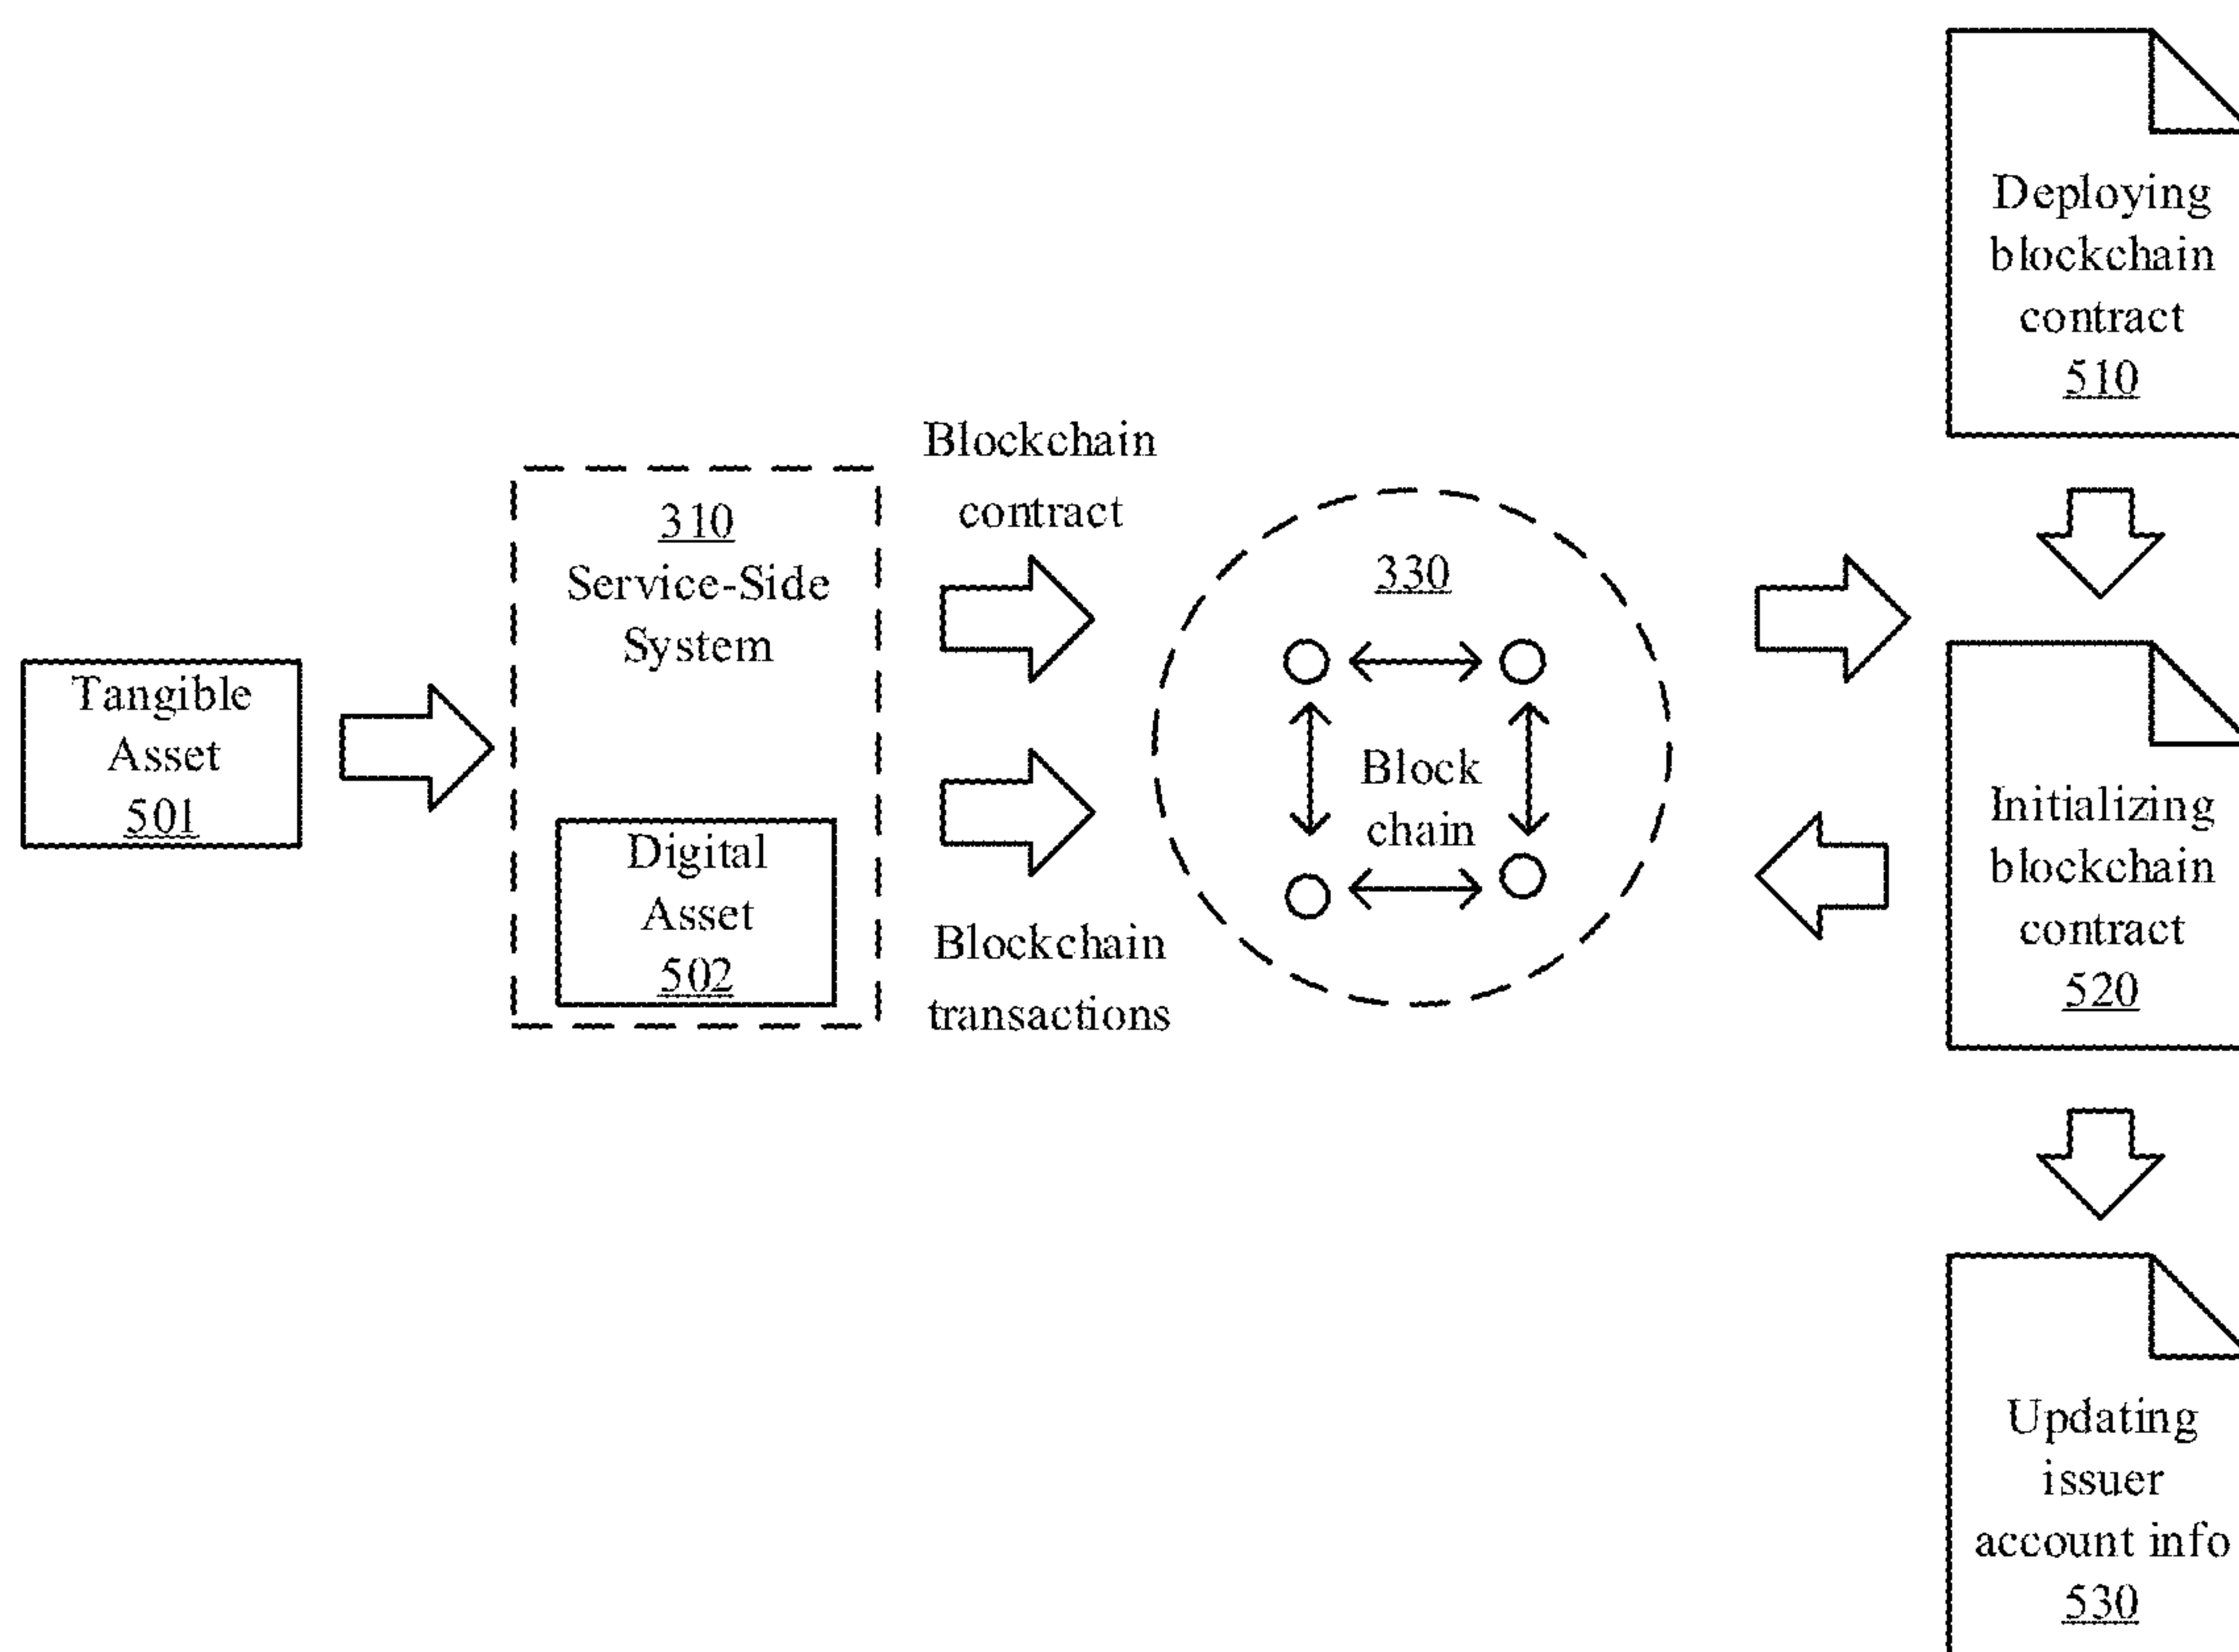 Tangible
Asset
501
310
Service-Side
System
Digital
Asset
502
Blockchain
contract
Blockchain
transactions
330
Block
chain
Deploying
blockchain
contract
510
Initializing
blockchain
contract
520
Updating
issuer
account info
530